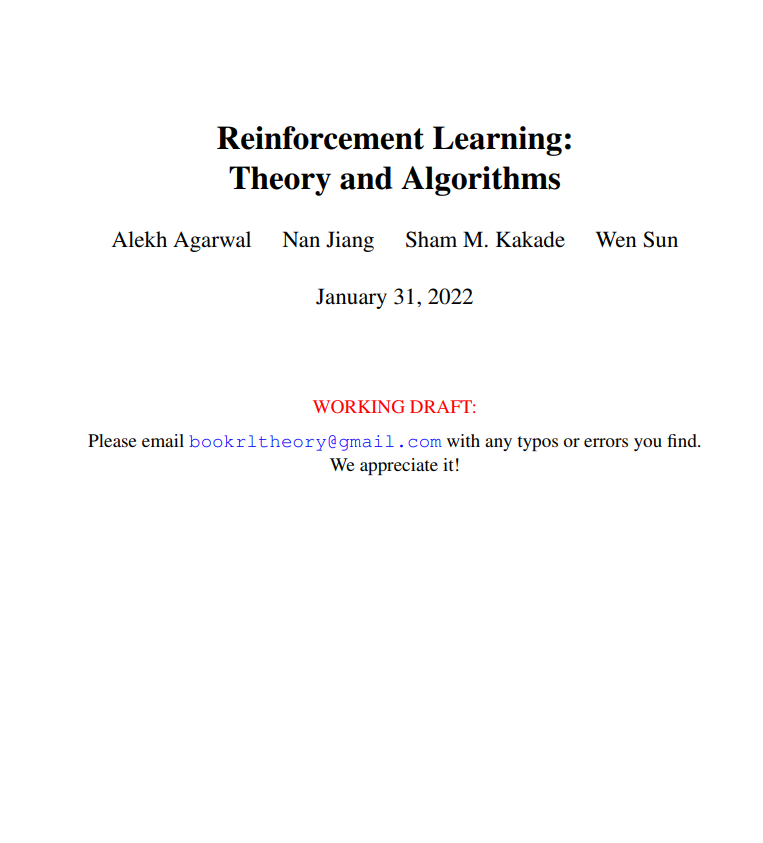 Reinforcement Learning:
Theory and Algorithms
Alekh Agarwal Nan Jiang Sham M. Kakade Wen Sun
January 31, 2022
WORKING DRAFT:
Please email bookrltheory@gmail.com with any typos or errors you find.
We appreciate it!